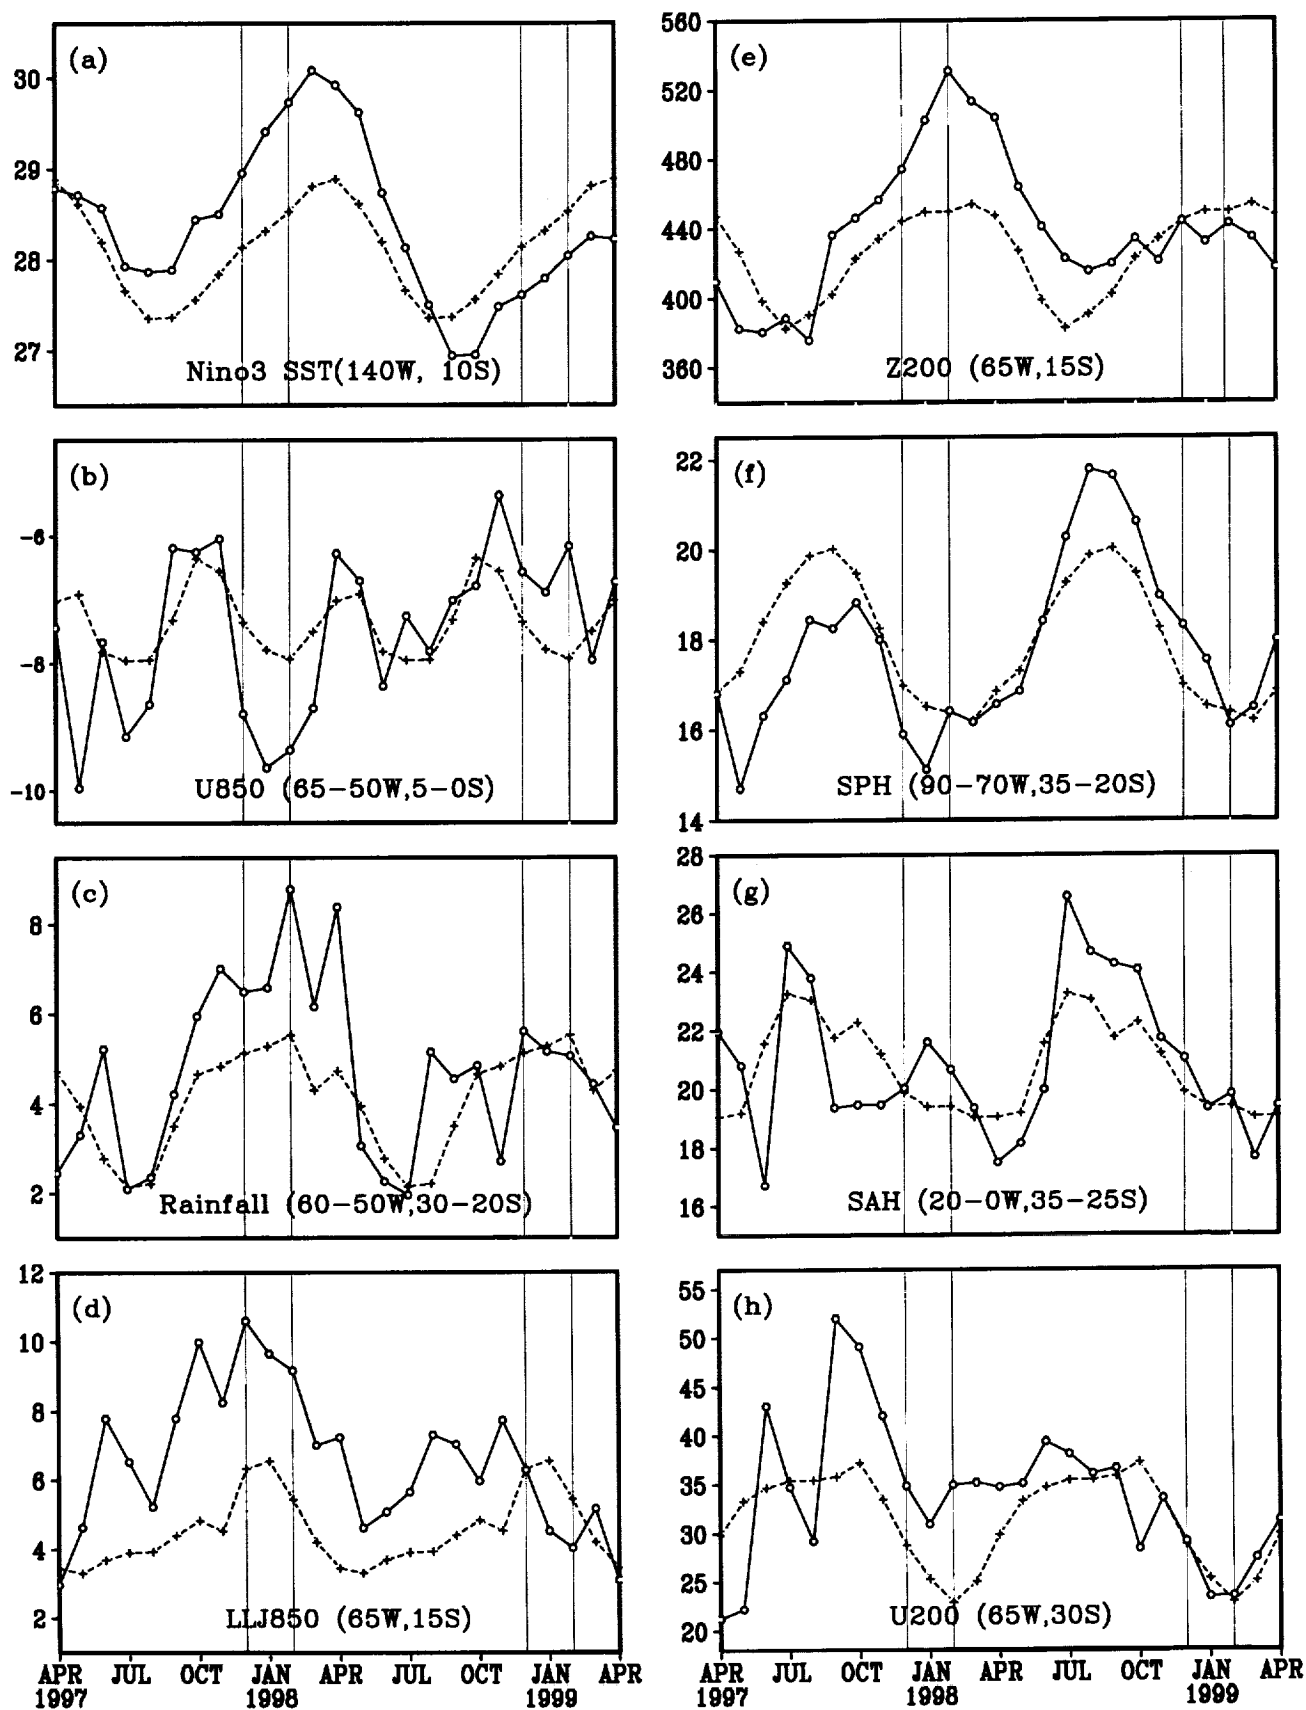 (a)
30
29
28
27
Nino3 SST(140W, 10S)
(b)
-6
-8
-10
U850 (65-50W,5-0S)
(c)
8
6
4
2
Rainfall (60-50W,30-20S)
(d)
12
10
8
6
4
2
LLJ850 (65W,15S)
APR JUL OCT JAN APR JUL OCT JAN APR
1997 1998 1999
(e)
560
520
480
440
400
360
Z200 (65W,15S)
(f)
22
20
18
16
14
SPH (90-70W,35-20S)
(g)
28
26
24
22
20
18
16
SAH (20-0W,35-25S)
(h)
55
50
45
40
35
30
25
20
U200 (65W,30S)
APR JUL OCT JAN APR JUL OCT JAN APR
1997 1998 1999